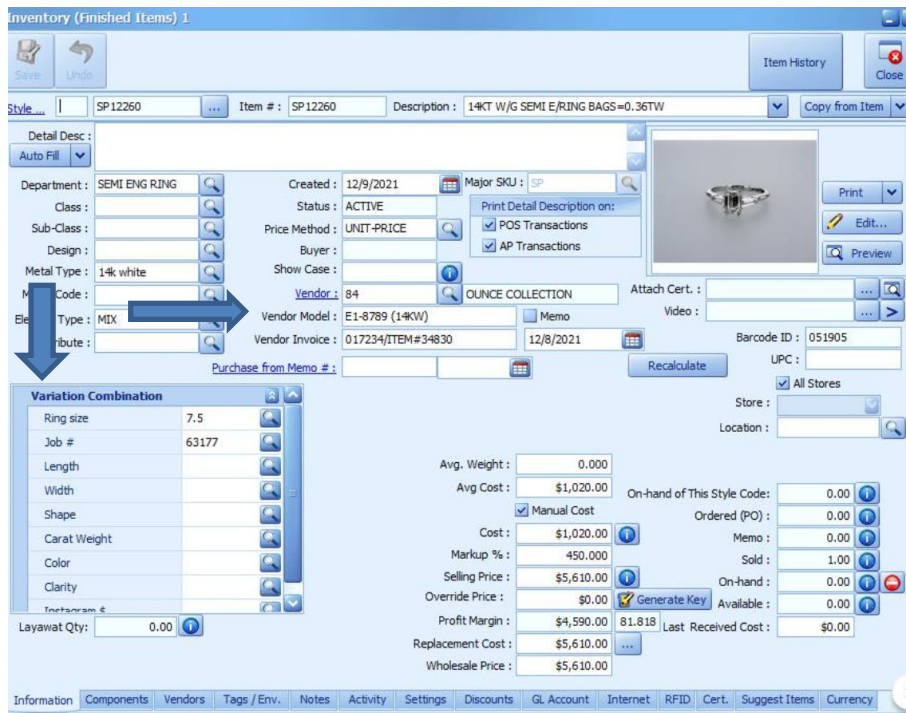 Inventory (Finished Items) 1
Save Undo Item History Close
Style ... SP12260 ... Item # : SP12260 Description : 14KT W/G SEMI E/RING BAGS=0.36TW Copy from Item
Detail Desc :
Auto Fill
Department : SEMI ENG RING Created : 12/9/2021 Major SKU : SP Print
Class : Status : ACTIVE Print Detail Description on:
Sub-Class : Price Method : UNIT-PRICE POS Transactions Edit...
Design : Buyer : AP Transactions Preview
Metal Type : 14k white Show Case :
Code : Vendor : 84 OUNCE COLLECTION Attach Cert. : ...
Type : MIX Vendor Model : E1-8789 (14KW) Memo Video : ... >
Vendor Invoice : 017234/ITEM#34830 12/8/2021 Barcode ID : 051905
Purchase from Memo # : Recalculate UPC :
All Stores
Variation Combination Store :
Ring size 7.5 Location :
Job # 63177
Length Avg. Weight : 0.000
Width Avg Cost : $1,020.00 On-hand of This Style Code: 0.00
Shape Manual Cost Ordered (PO) : 0.00
Carat Weight Cost : $1,020.00 Memo : 0.00
Color Markup % : 450.000 Sold : 1.00
Clarity Selling Price : $5,610.00 On-hand : 0.00
Instagram $ Override Price : $0.00 Generate Key Available : 0.00
Layawat Qty: 0.00 Profit Margin : $4,590.00 81.818 Last Received Cost : $0.00
Replacement Cost : $5,610.00 ...
Wholesale Price : $5,610.00
Information Components Vendors Tags / Env. Notes Activity Settings Discounts GL Account Internet RFID Cert. Suggest Items Currency